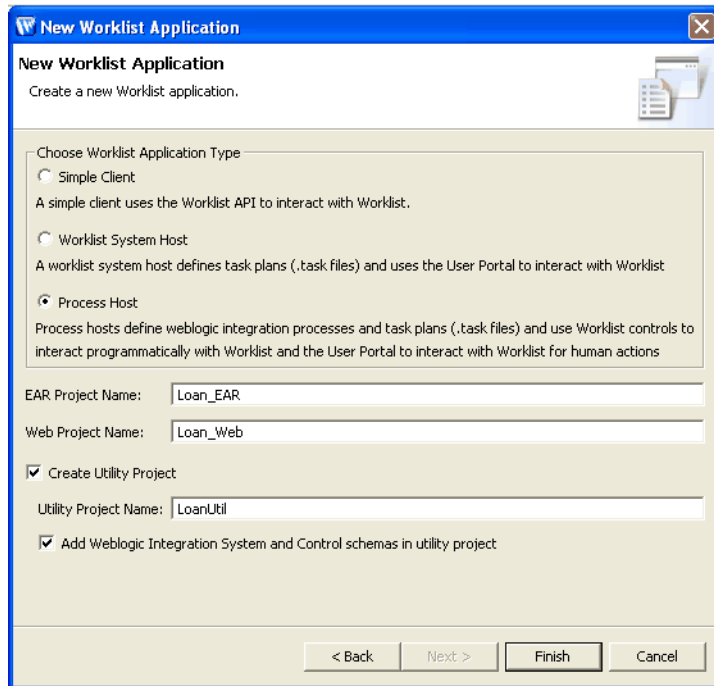 New Worklist Application
New Worklist Application
Create a new Worklist application.
Choose Worklist Application Type
Simple Client
A simple client uses the Worklist API to interact with Worklist.
Worklist System Host
A worklist system host defines task plans (.task files) and uses the User Portal to interact with Worklist
Process Host
Process hosts define weblogic integration processes and task plans (.task files) and use Worklist controls to
interact programmatically with Worklist and the User Portal to interact with Worklist for human actions
EAR Project Name: Loan_EAR
Web Project Name: Loan_Web
Create Utility Project
Utility Project Name: LoanUtil
Add Weblogic Integration System and Control schemas in utility project
< Back Next > Finish Cancel